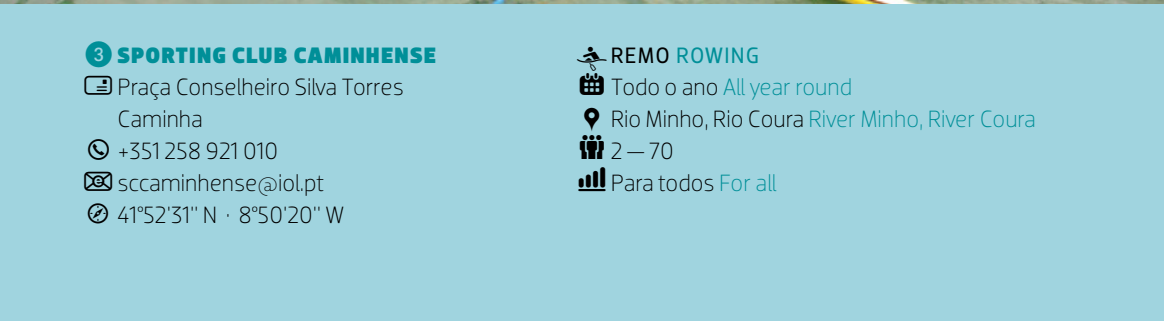 3 SPORTING CLUB CAMINHENSE
Praça Conselheiro Silva Torres
Caminha
+351 258 921 010
sccaminhense@iol.pt
41°52'31'' N · 8°50'20'' W
REMO ROWING
Todo o ano All year round
Rio Minho, Rio Coura River Minho, River Coura
2 — 70
Para todos For all